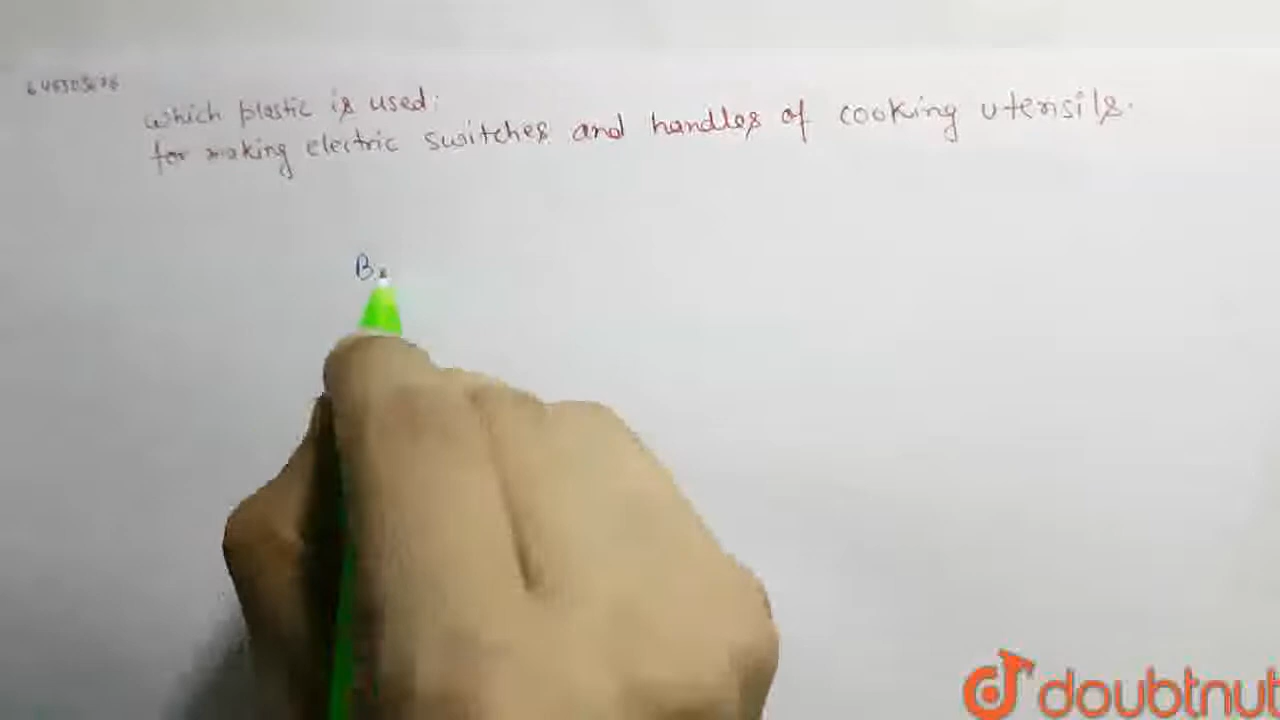 which plastic is used:
for making electric switches and handles of cooking utensils.
B
doubtnut